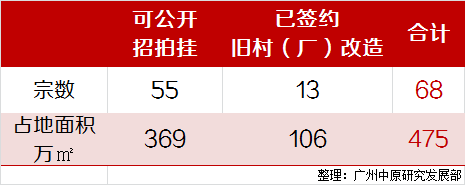 可公开 已签约 合计
招拍挂 旧村（厂）改造
宗数 55 13 68
占地面积 369 106 475
万㎡
整理：广州中原研究发展部